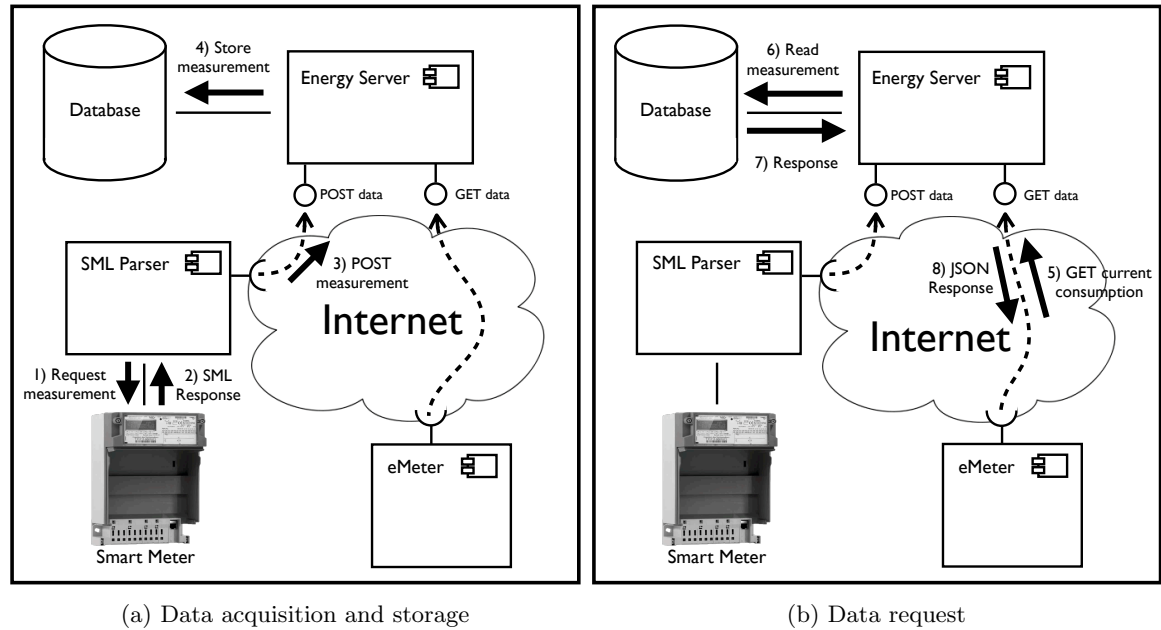 4) Store
measurement
Energy Server
Database
POST data
GET data
SML Parser
3) POST
measurement
Internet
1) Request
measurement
2) SML
Response
eMeter
Smart Meter
(a) Data acquisition and storage
6) Read
measurement
Energy Server
Database
7) Response
POST data
GET data
SML Parser
8) JSON
Response
5) GET current
consumption
Internet
eMeter
Smart Meter
(b) Data request